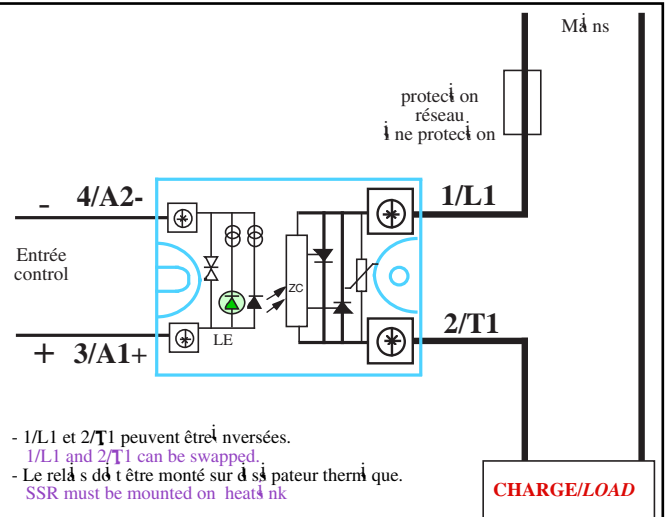 Mains
protection
réseau
line protection
- 4/A2-
1/L1
Entrée
control
ZC
LE
+ 3/A1+
2/T1
- 1/L1 et 2/T1 peuvent être inversées.
1/L1 and 2/T1 can be swapped.
- Le relais doit être monté sur dissipateur thermique.
SSR must be mounted on heatsink
CHARGE/LOAD